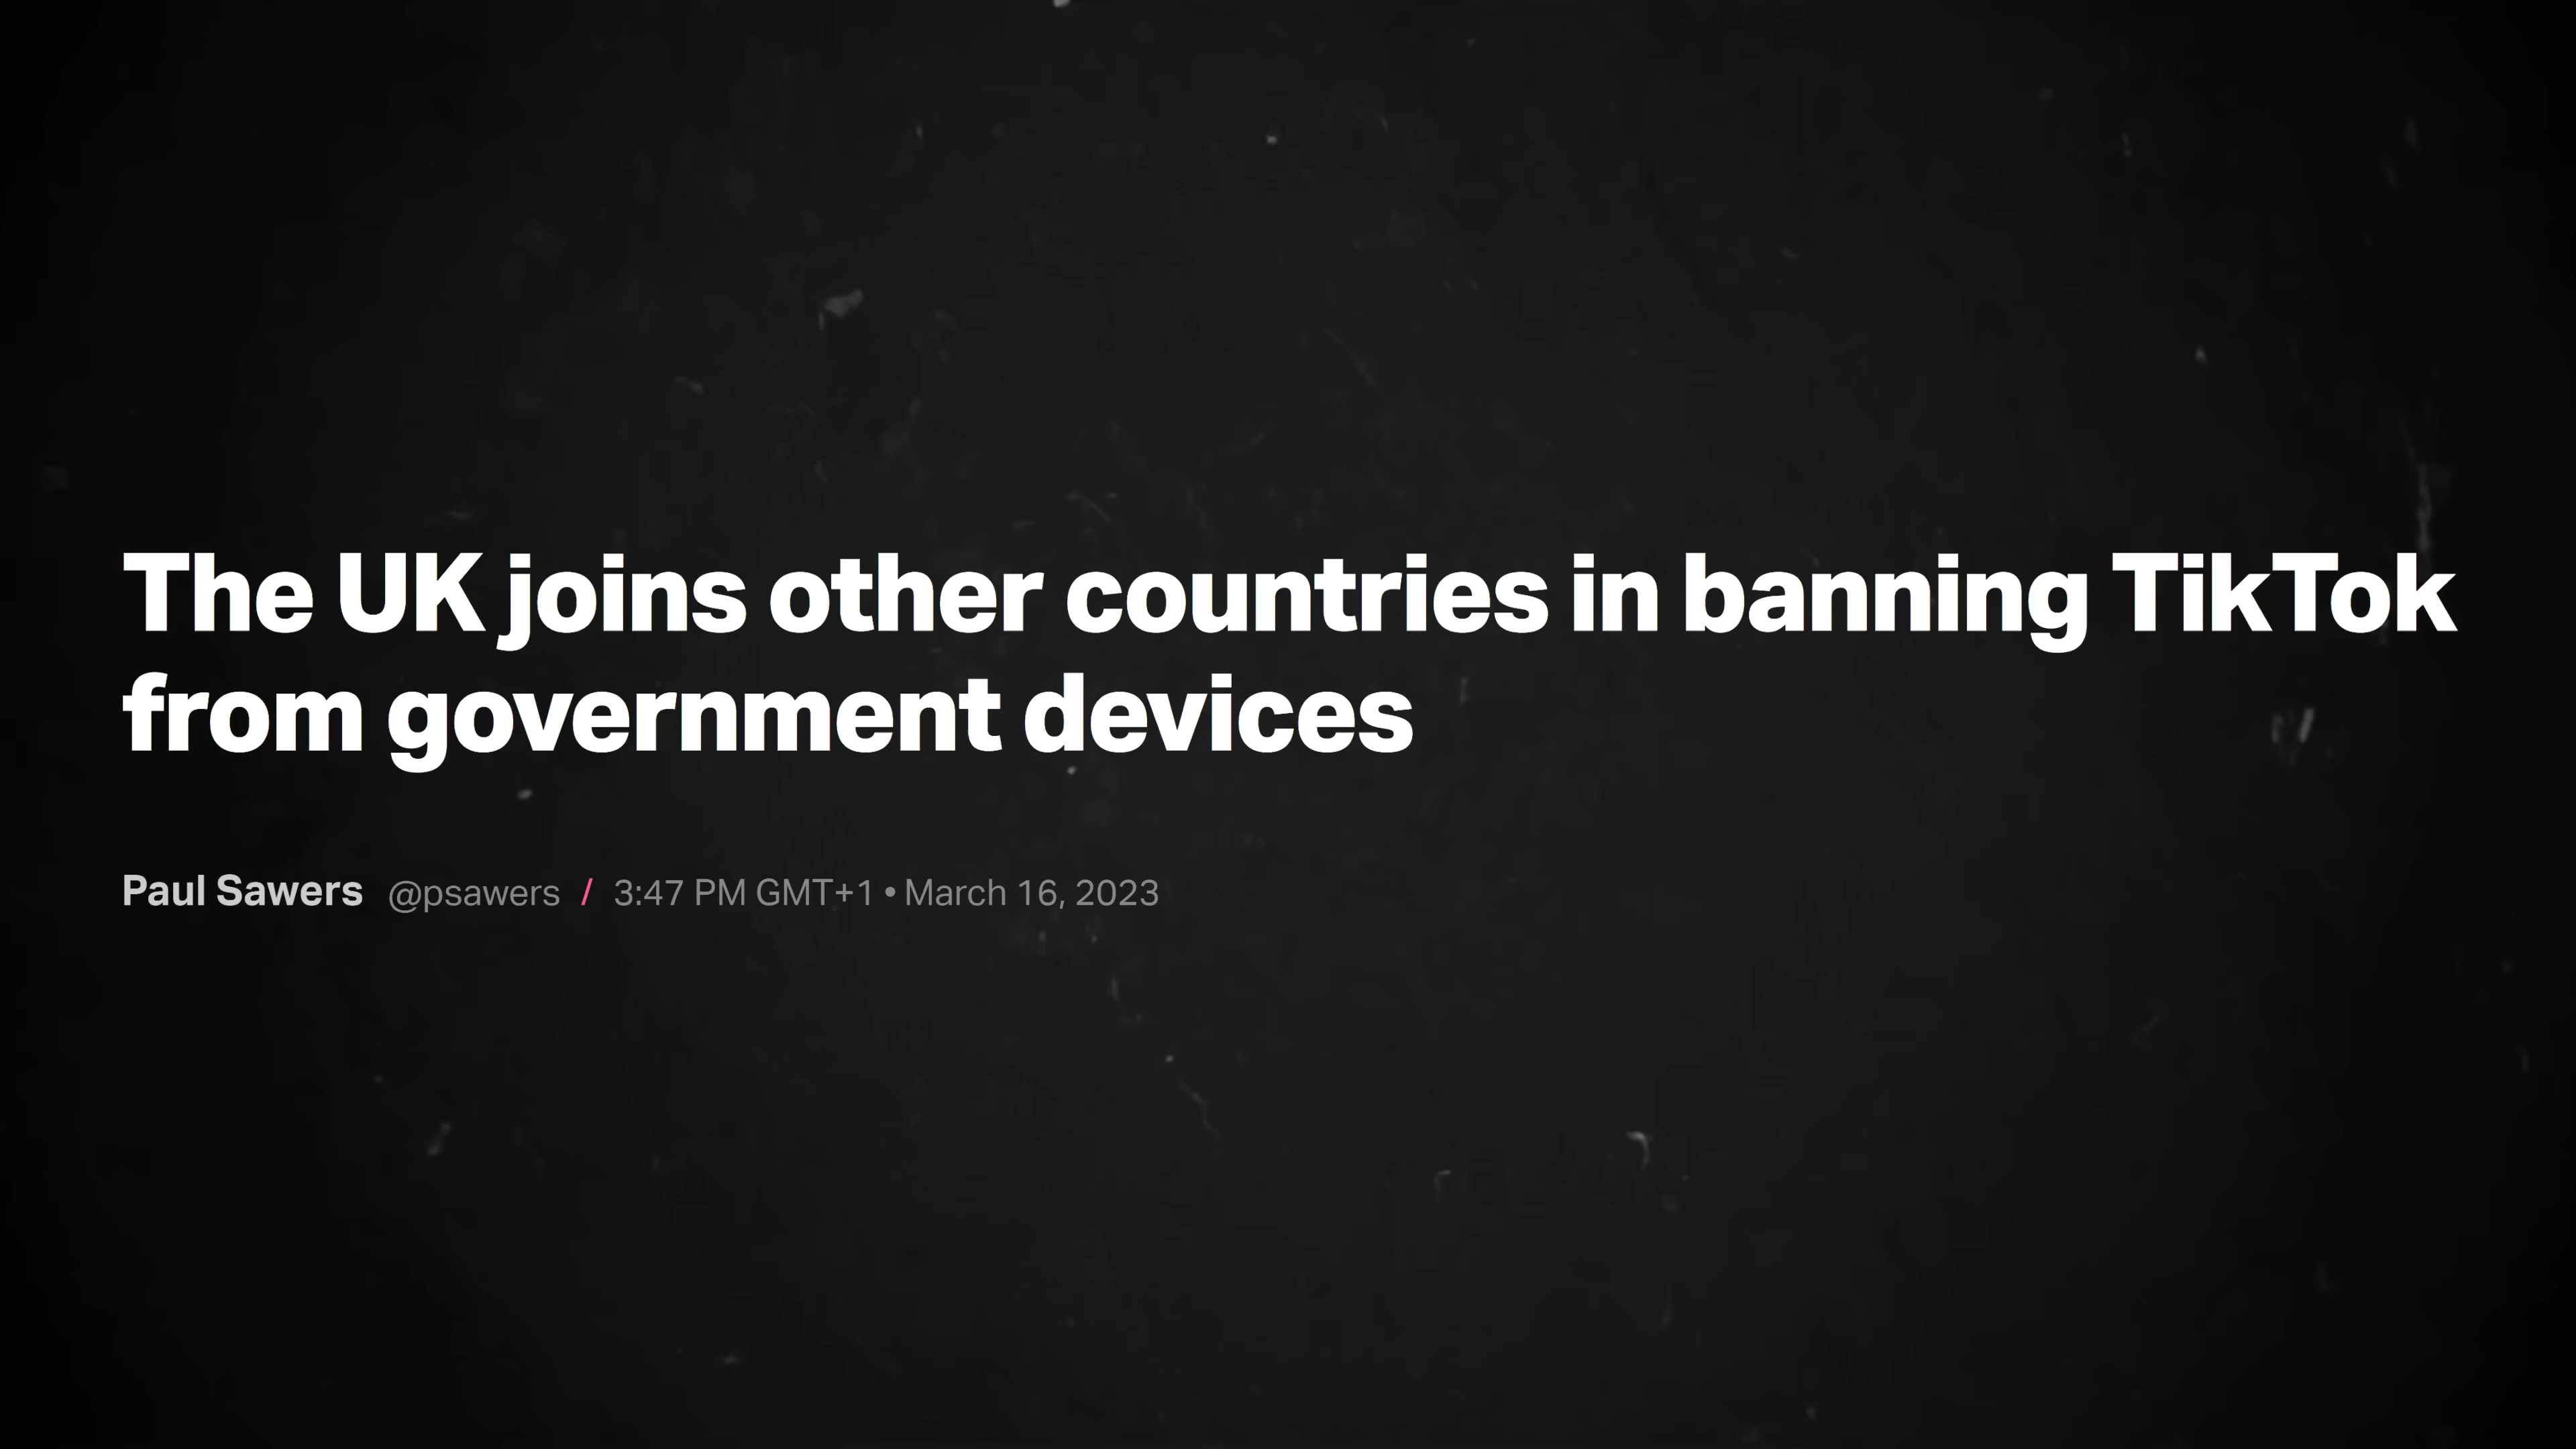 The UK joins other countries in banning TikTok
from government devices
Paul Sawers @psawers / 3:47 PM GMT+1 • March 16, 2023